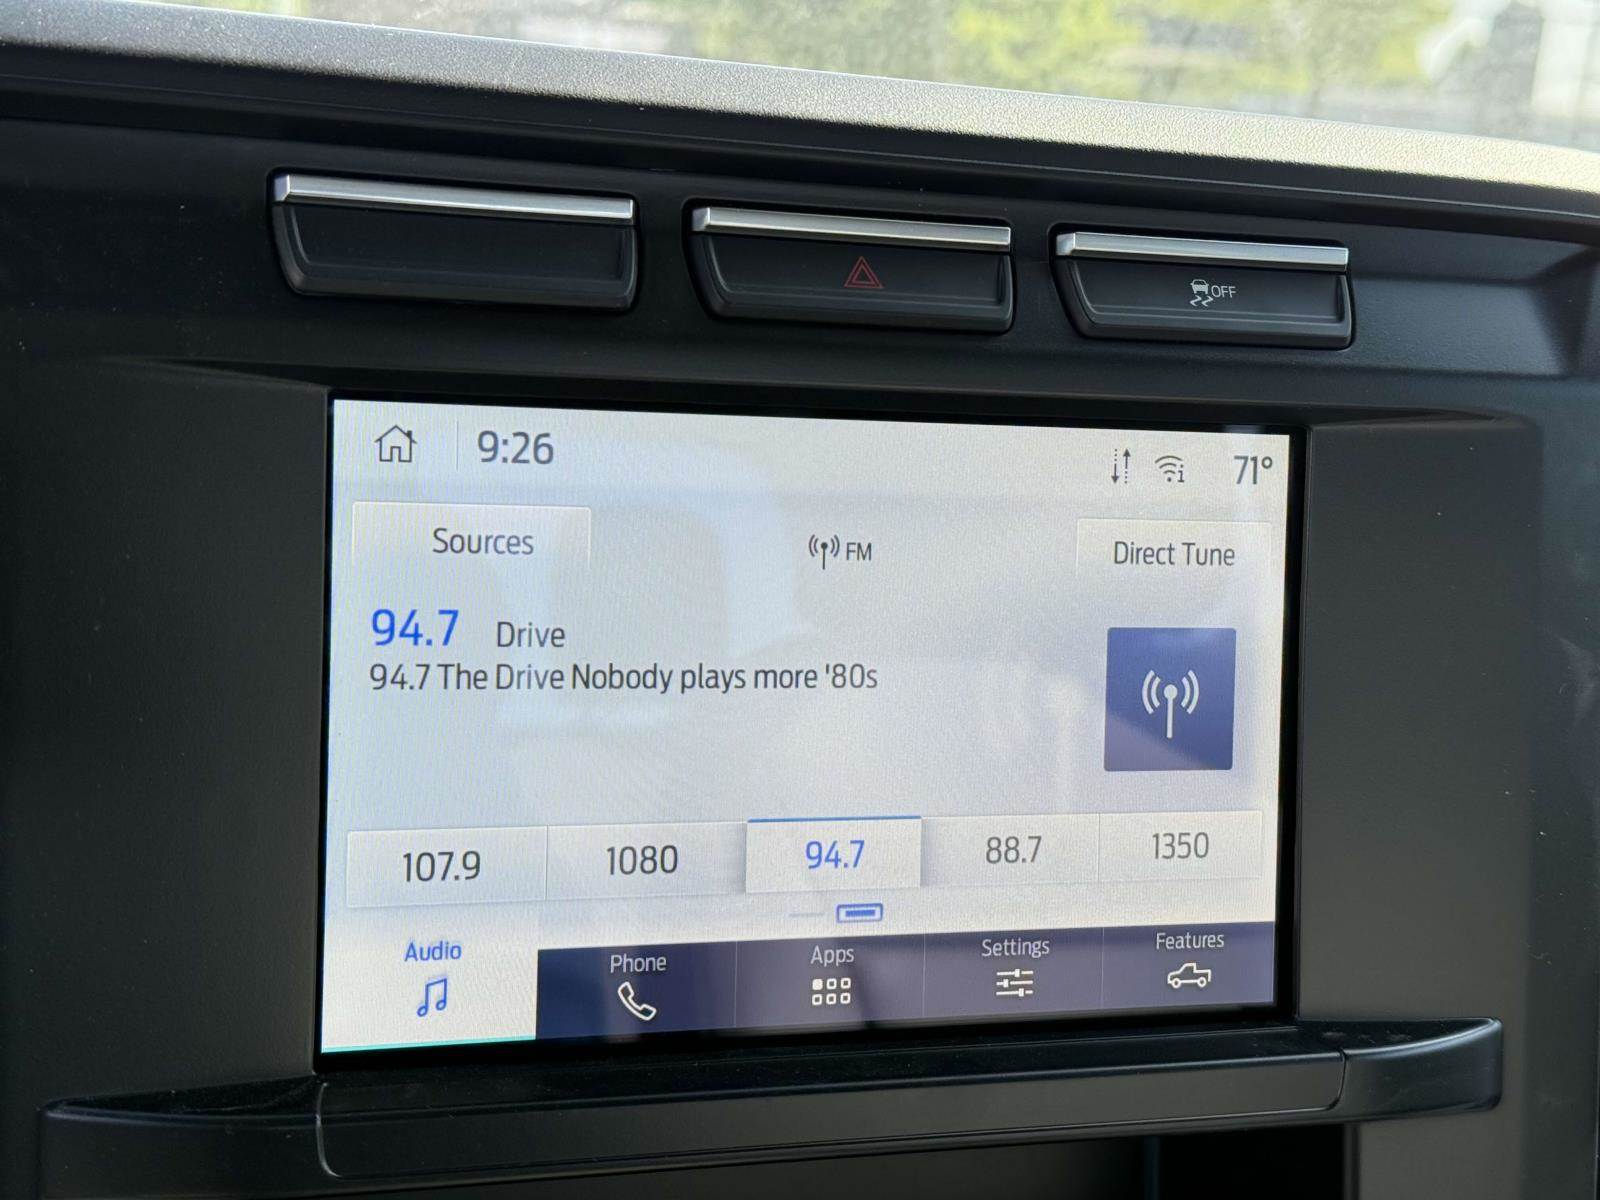 OFF
9:26
71°
Sources
FM
Direct Tune
94.7 Drive
94.7 The Drive Nobody plays more '80s
107.9
1080
94.7
88.7
1350
Audio
Phone
Apps
Settings
Features